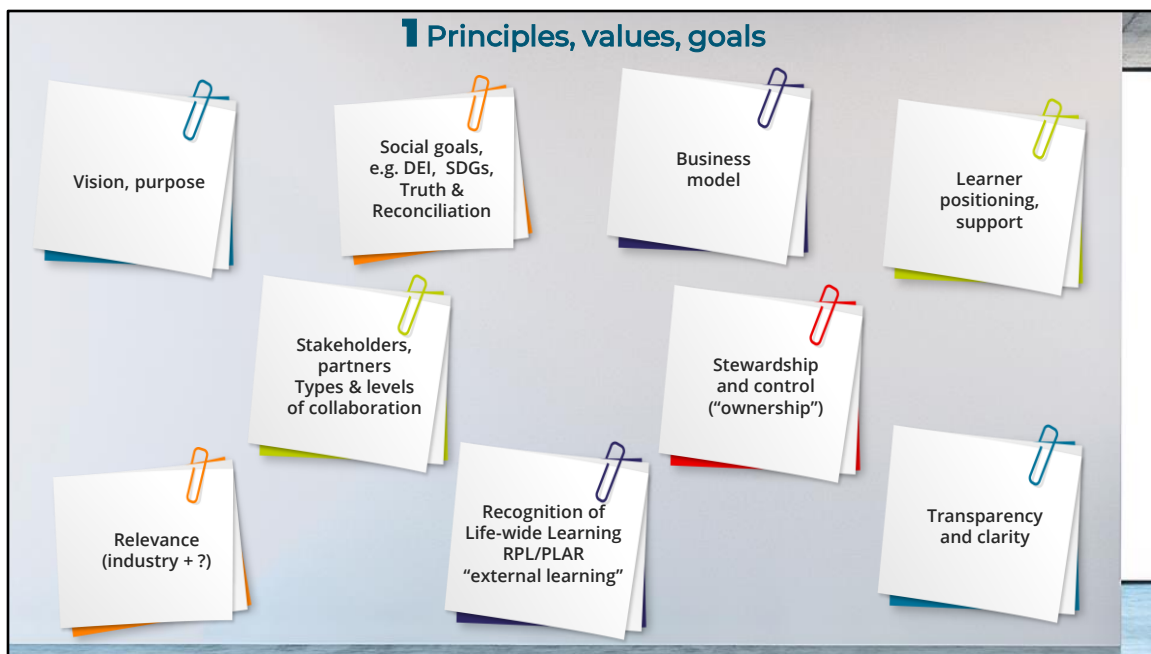 1 Principles, values, goals
Vision, purpose
Social goals,
e.g. DEI, SDGs,
Truth &
Reconciliation
Business
model
Learner
positioning,
support
Stakeholders,
partners
Types & levels
of collaboration
Stewardship
and control
(“ownership”)
Relevance
(industry + ?)
Recognition of
Life-wide Learning
RPL/PLAR
“external learning”
Transparency
and clarity